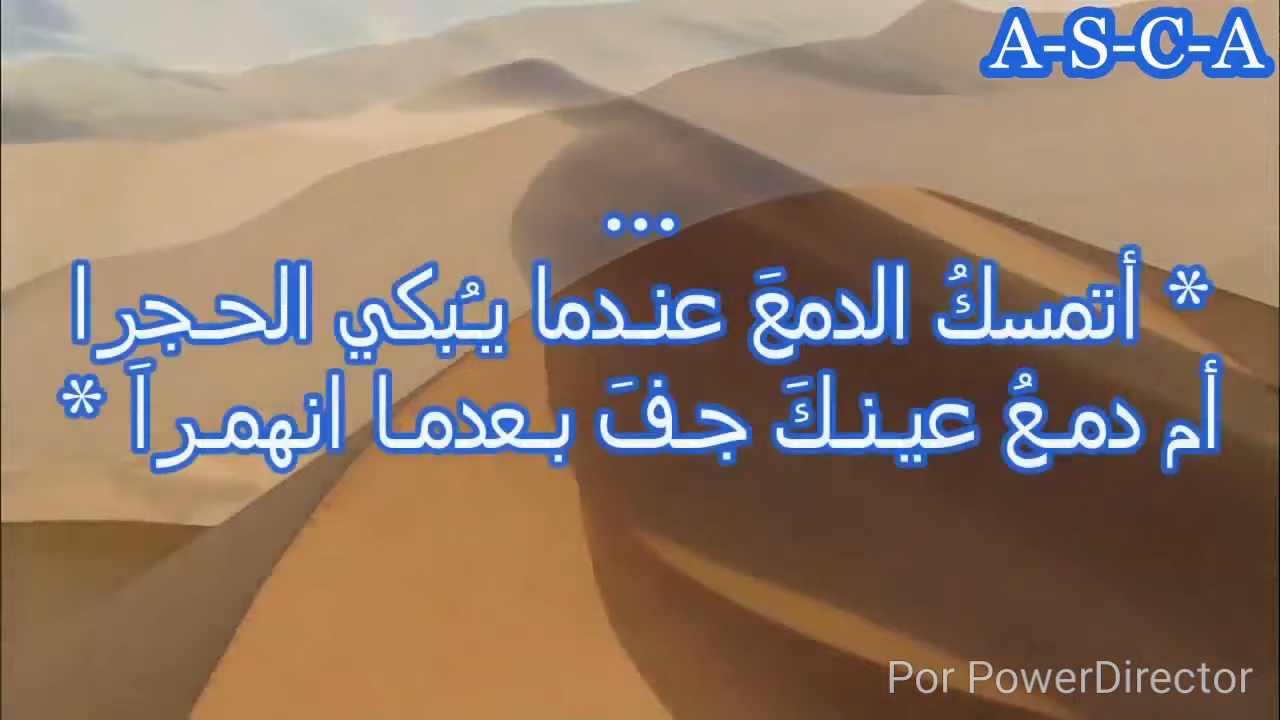 A-S-C-A
...
* أتمسكُ الدمعَ عندما يُبكي الحجرا
أم دمعُ عينكَ جفَ بعدما انهمراَ *
Por PowerDirector